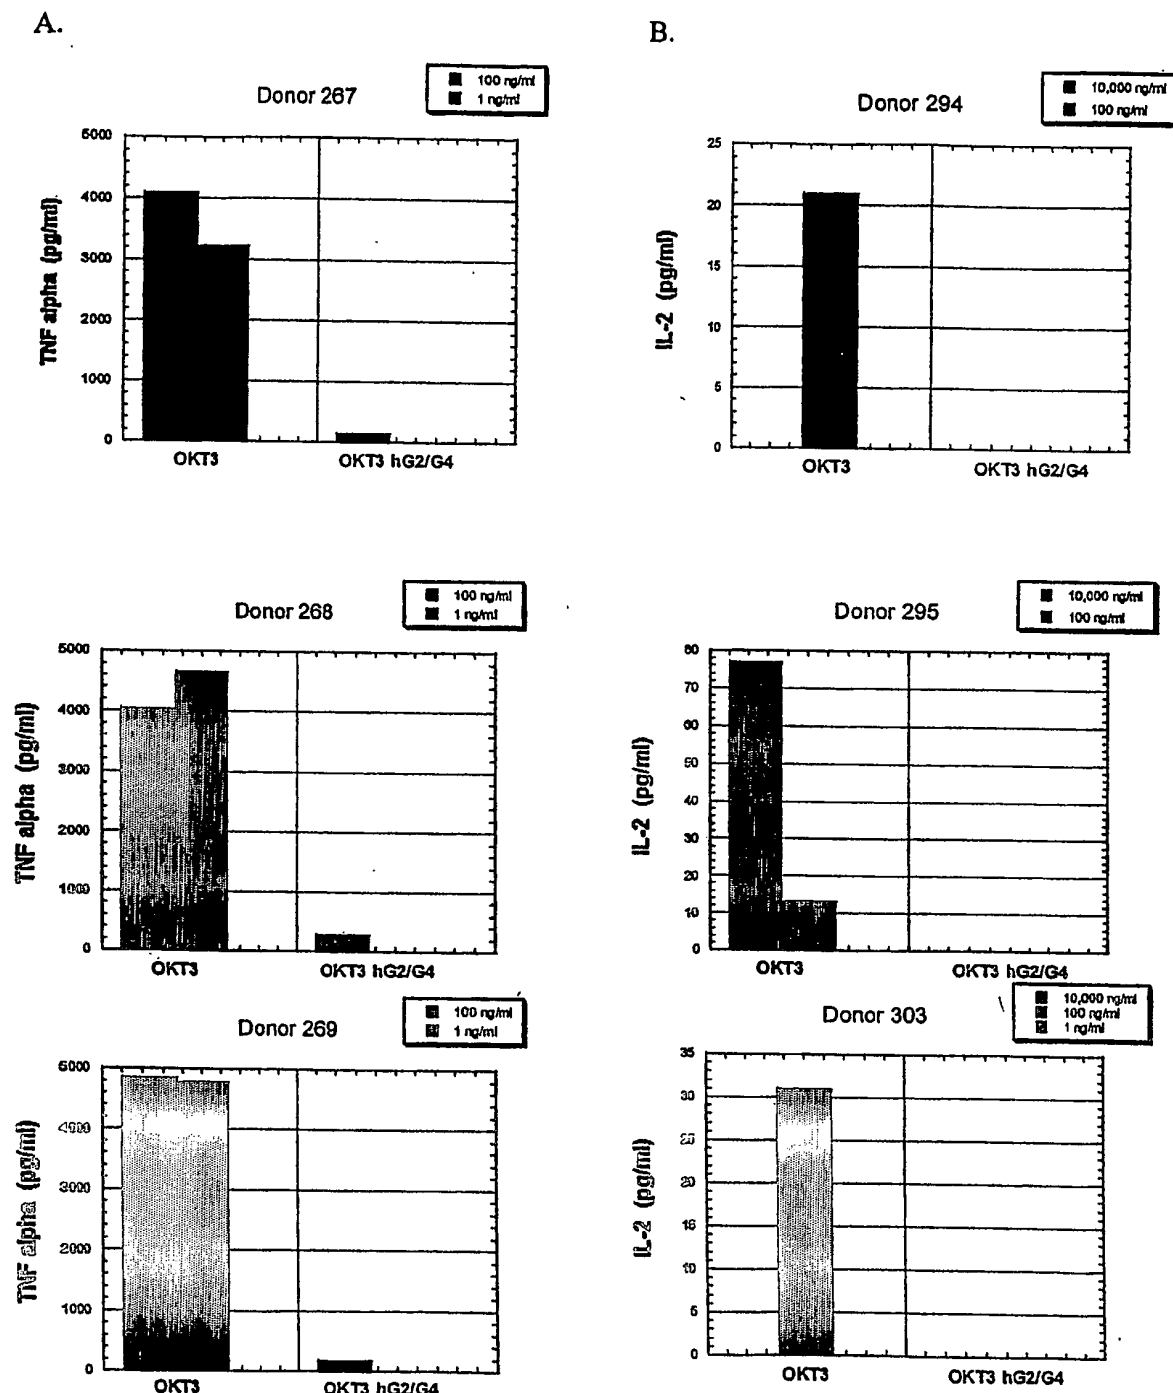 A.
Donor 267
100 ng/ml
1 ng/ml
TNF alpha (pg/ml)
5000
4000
3000
2000
1000
0
OKT3
OKT3 hG2/G4
Donor 268
100 ng/ml
1 ng/ml
TNF alpha (pg/ml)
5000
4000
3000
2000
1000
0
OKT3
OKT3 hG2/G4
Donor 269
100 ng/ml
1 ng/ml
TNF alpha (pg/ml)
5000
4000
3000
2000
1000
0
OKT3
OKT3 hG2/G4
B.
Donor 294
10,000 ng/ml
100 ng/ml
IL-2 (pg/ml)
25
20
15
10
5
0
OKT3
OKT3 hG2/G4
Donor 295
10,000 ng/ml
100 ng/ml
IL-2 (pg/ml)
80
70
60
50
40
30
20
10
0
OKT3
OKT3 hG2/G4
Donor 303
10,000 ng/ml
100 ng/ml
1 ng/ml
IL-2 (pg/ml)
35
30
25
20
15
10
5
0
OKT3
OKT3 hG2/G4